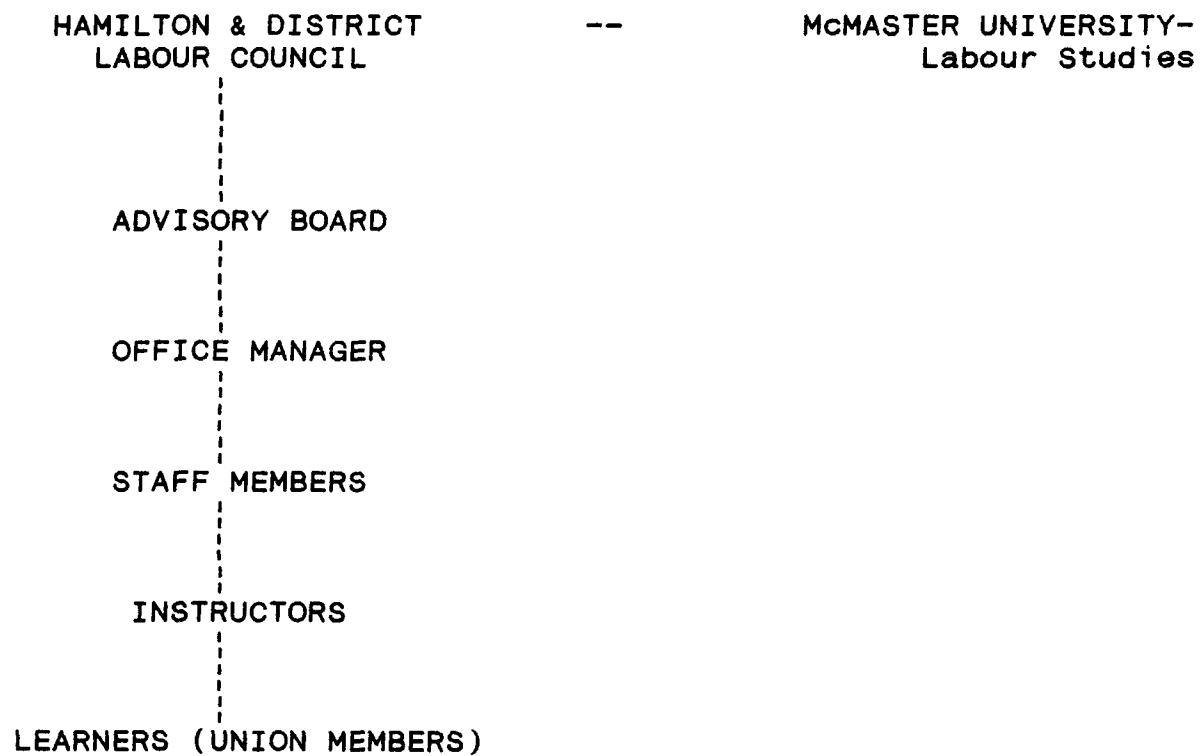 HAMILTON & DISTRICT -- McMASTER UNIVERSITY-
LABOUR COUNCIL Labour Studies
ADVISORY BOARD
OFFICE MANAGER
STAFF MEMBERS
INSTRUCTORS
LEARNERS (UNION MEMBERS)